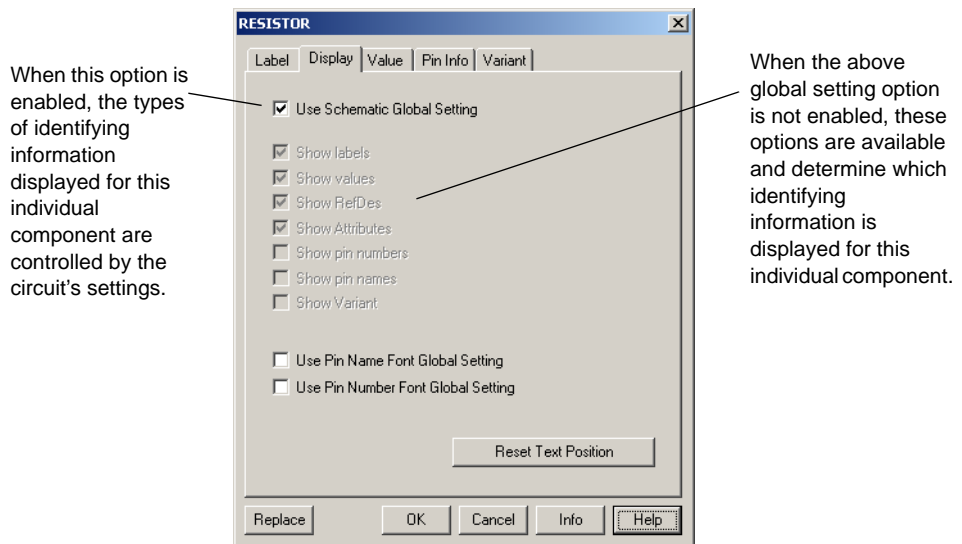 RESISTOR
Label Display Value Pin Info Variant
When this option is
enabled, the types
of identifying
information
displayed for this
individual
component are
controlled by the
circuit's settings.
Use Schematic Global Setting
Show labels
Show values
Show RefDes
Show Attributes
Show pin numbers
Show pin names
Show Variant
Use Pin Name Font Global Setting
Use Pin Number Font Global Setting
Reset Text Position
Replace OK Cancel Info Help
When the above
global setting option
is not enabled, these
options are available
and determine which
identifying
information is
displayed for this
individual component.